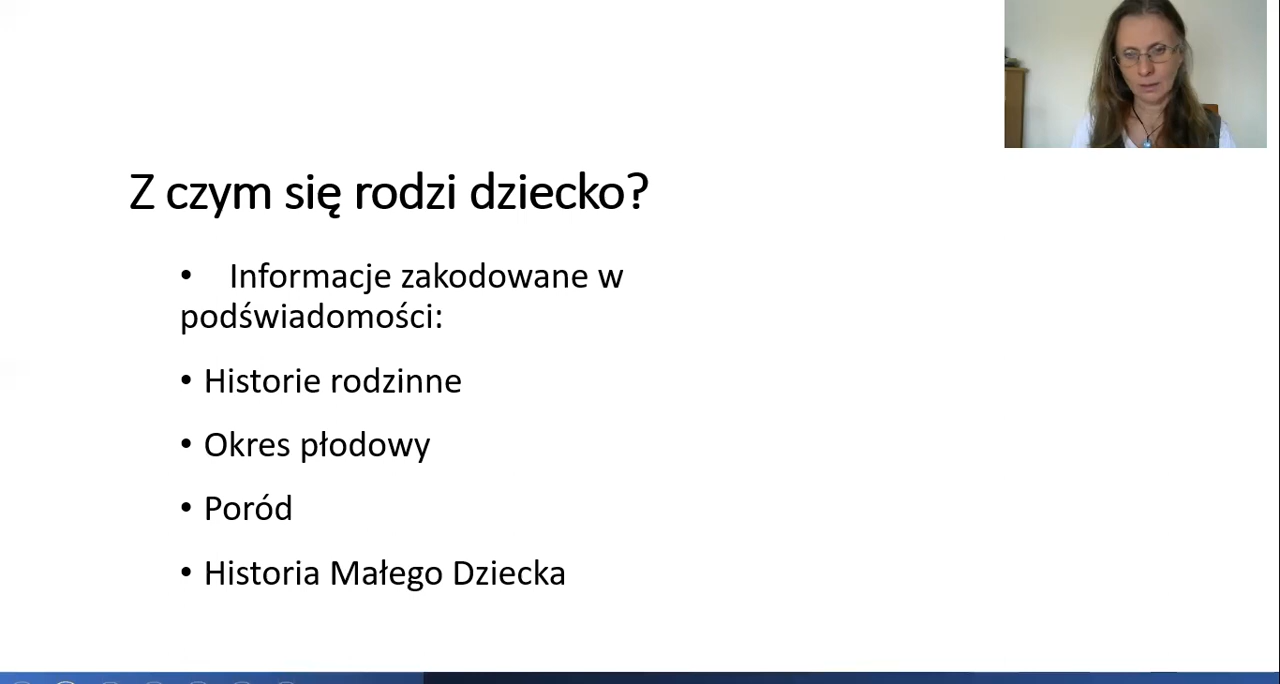 Z czym się rodzi dziecko?
• Informacje zakodowane w
podświadomości:
• Historie rodzinne
• Okres płodowy
• Poród
• Historia Małego Dziecka